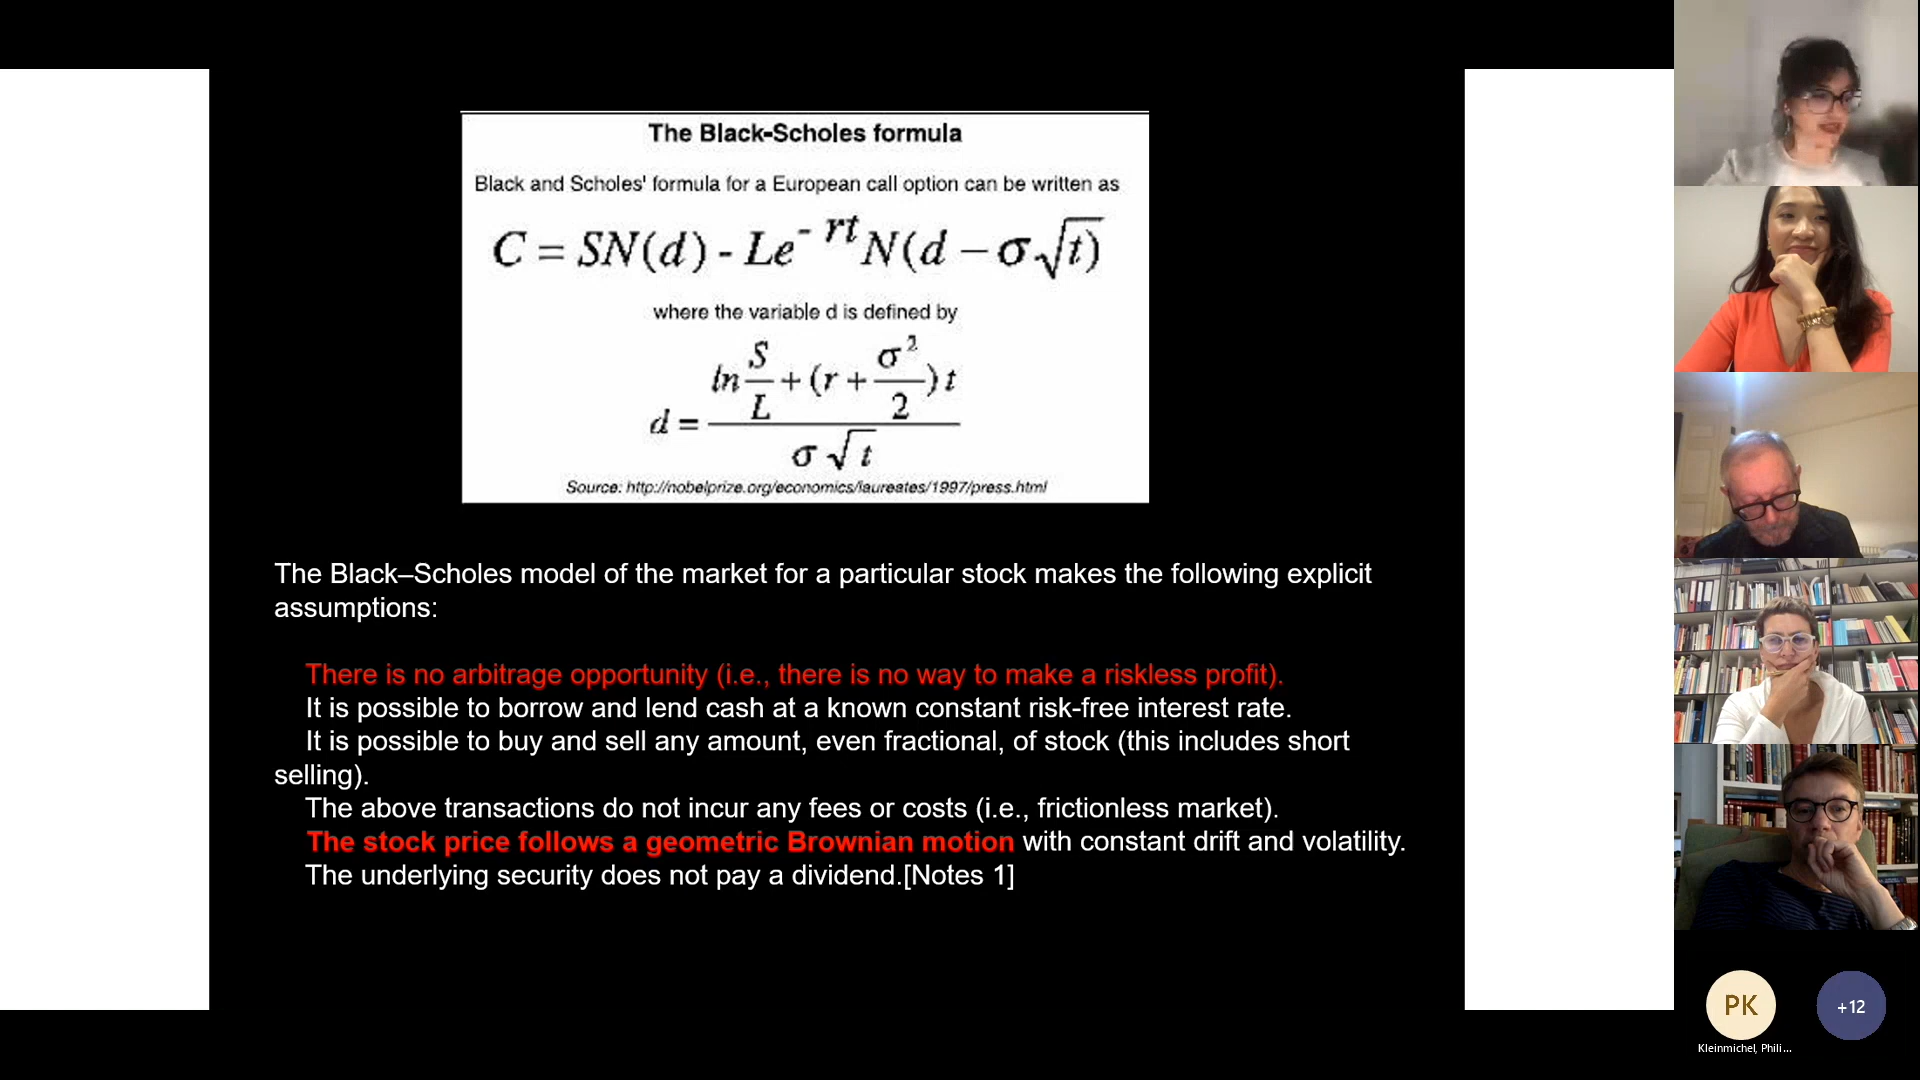 The Black-Scholes formula
Black and Scholes' formula for a European call option can be written as
C = SN(d) - Le^{- rt} N(d − σ√t)
where the variable d is defined by
d = (ln S/L + (r + σ²/2) t) / (σ√t)
Source: http://nobelprize.org/economics/laureates/1997/press.html
The Black–Scholes model of the market for a particular stock makes the following explicit
assumptions:
There is no arbitrage opportunity (i.e., there is no way to make a riskless profit).
It is possible to borrow and lend cash at a known constant risk-free interest rate.
It is possible to buy and sell any amount, even fractional, of stock (this includes short
selling).
The above transactions do not incur any fees or costs (i.e., frictionless market).
The stock price follows a geometric Brownian motion with constant drift and volatility.
The underlying security does not pay a dividend.[Notes 1]
PK
+12
Kleinmichel, Phili...